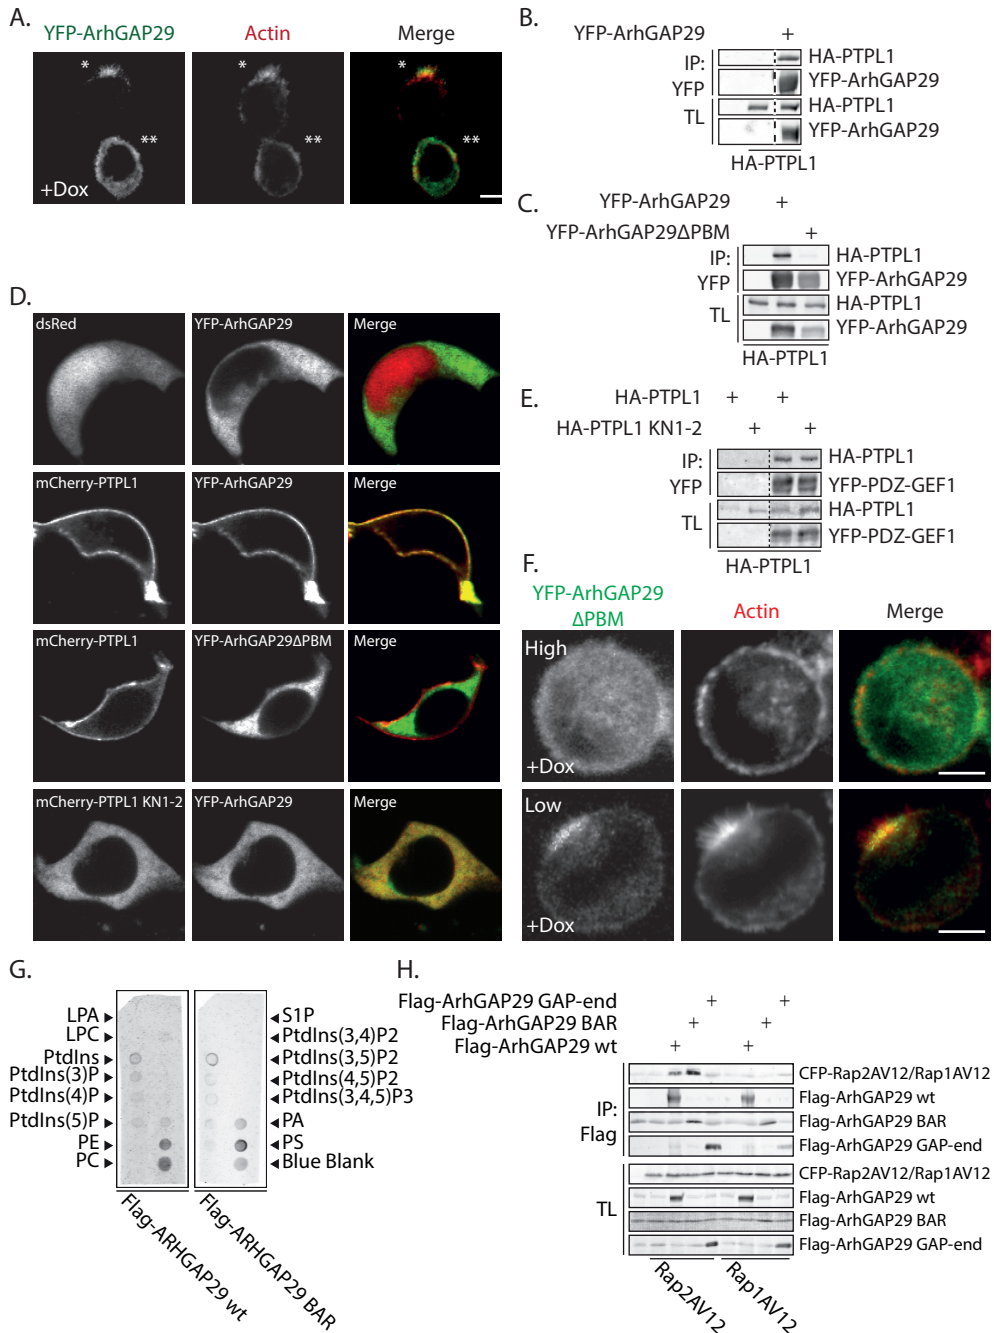 A.
YFP-ArhGAP29 Actin Merge
* * *
** ** **
+Dox
B.
YFP-ArhGAP29 +
IP: YFP
HA-PTPL1
YFP-ArhGAP29
TL
HA-PTPL1
YFP-ArhGAP29
HA-PTPL1
C.
YFP-ArhGAP29 +
YFP-ArhGAP29ΔPBM +
IP: YFP
HA-PTPL1
YFP-ArhGAP29
TL
HA-PTPL1
YFP-ArhGAP29
HA-PTPL1
D.
dsRed YFP-ArhGAP29 Merge
mCherry-PTPL1 YFP-ArhGAP29 Merge
mCherry-PTPL1 YFP-ArhGAP29ΔPBM Merge
mCherry-PTPL1 KN1-2 YFP-ArhGAP29 Merge
E.
HA-PTPL1 + +
HA-PTPL1 KN1-2 + +
IP: YFP
HA-PTPL1
YFP-PDZ-GEF1
TL
HA-PTPL1
YFP-PDZ-GEF1
HA-PTPL1
F.
YFP-ArhGAP29
ΔPBM
Actin Merge
High
+Dox
Low
+Dox
G.
LPA S1P
LPC PtdIns(3,4)P2
PtdIns PtdIns(3,5)P2
PtdIns(3)P PtdIns(4,5)P2
PtdIns(4)P PtdIns(3,4,5)P3
PtdIns(5)P PA
PE PS
PC Blue Blank
Flag-ARHGAP29 wt
Flag-ARHGAP29 BAR
H.
Flag-ArhGAP29 GAP-end + +
Flag-ArhGAP29 BAR + +
Flag-ArhGAP29 wt + +
IP: Flag
CFP-Rap2AV12/Rap1AV12
Flag-ArhGAP29 wt
Flag-ArhGAP29 BAR
Flag-ArhGAP29 GAP-end
TL
CFP-Rap2AV12/Rap1AV12
Flag-ArhGAP29 wt
Flag-ArhGAP29 BAR
Flag-ArhGAP29 GAP-end
Rap2AV12 Rap1AV12